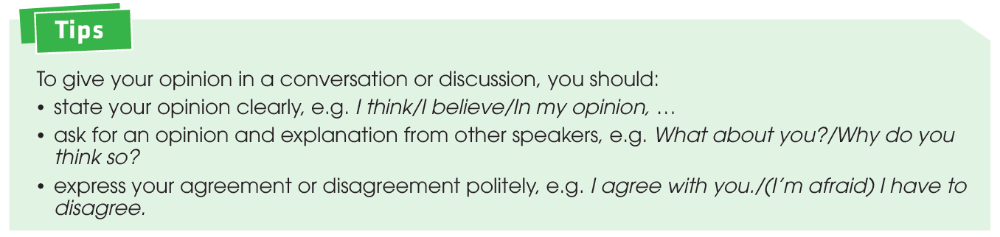 Tips
To give your opinion in a conversation or discussion, you should:
• state your opinion clearly, e.g. I think/I believe/In my opinion, …
• ask for an opinion and explanation from other speakers, e.g. What about you?/Why do you
think so?
• express your agreement or disagreement politely, e.g. I agree with you./(I'm afraid) I have to
disagree.